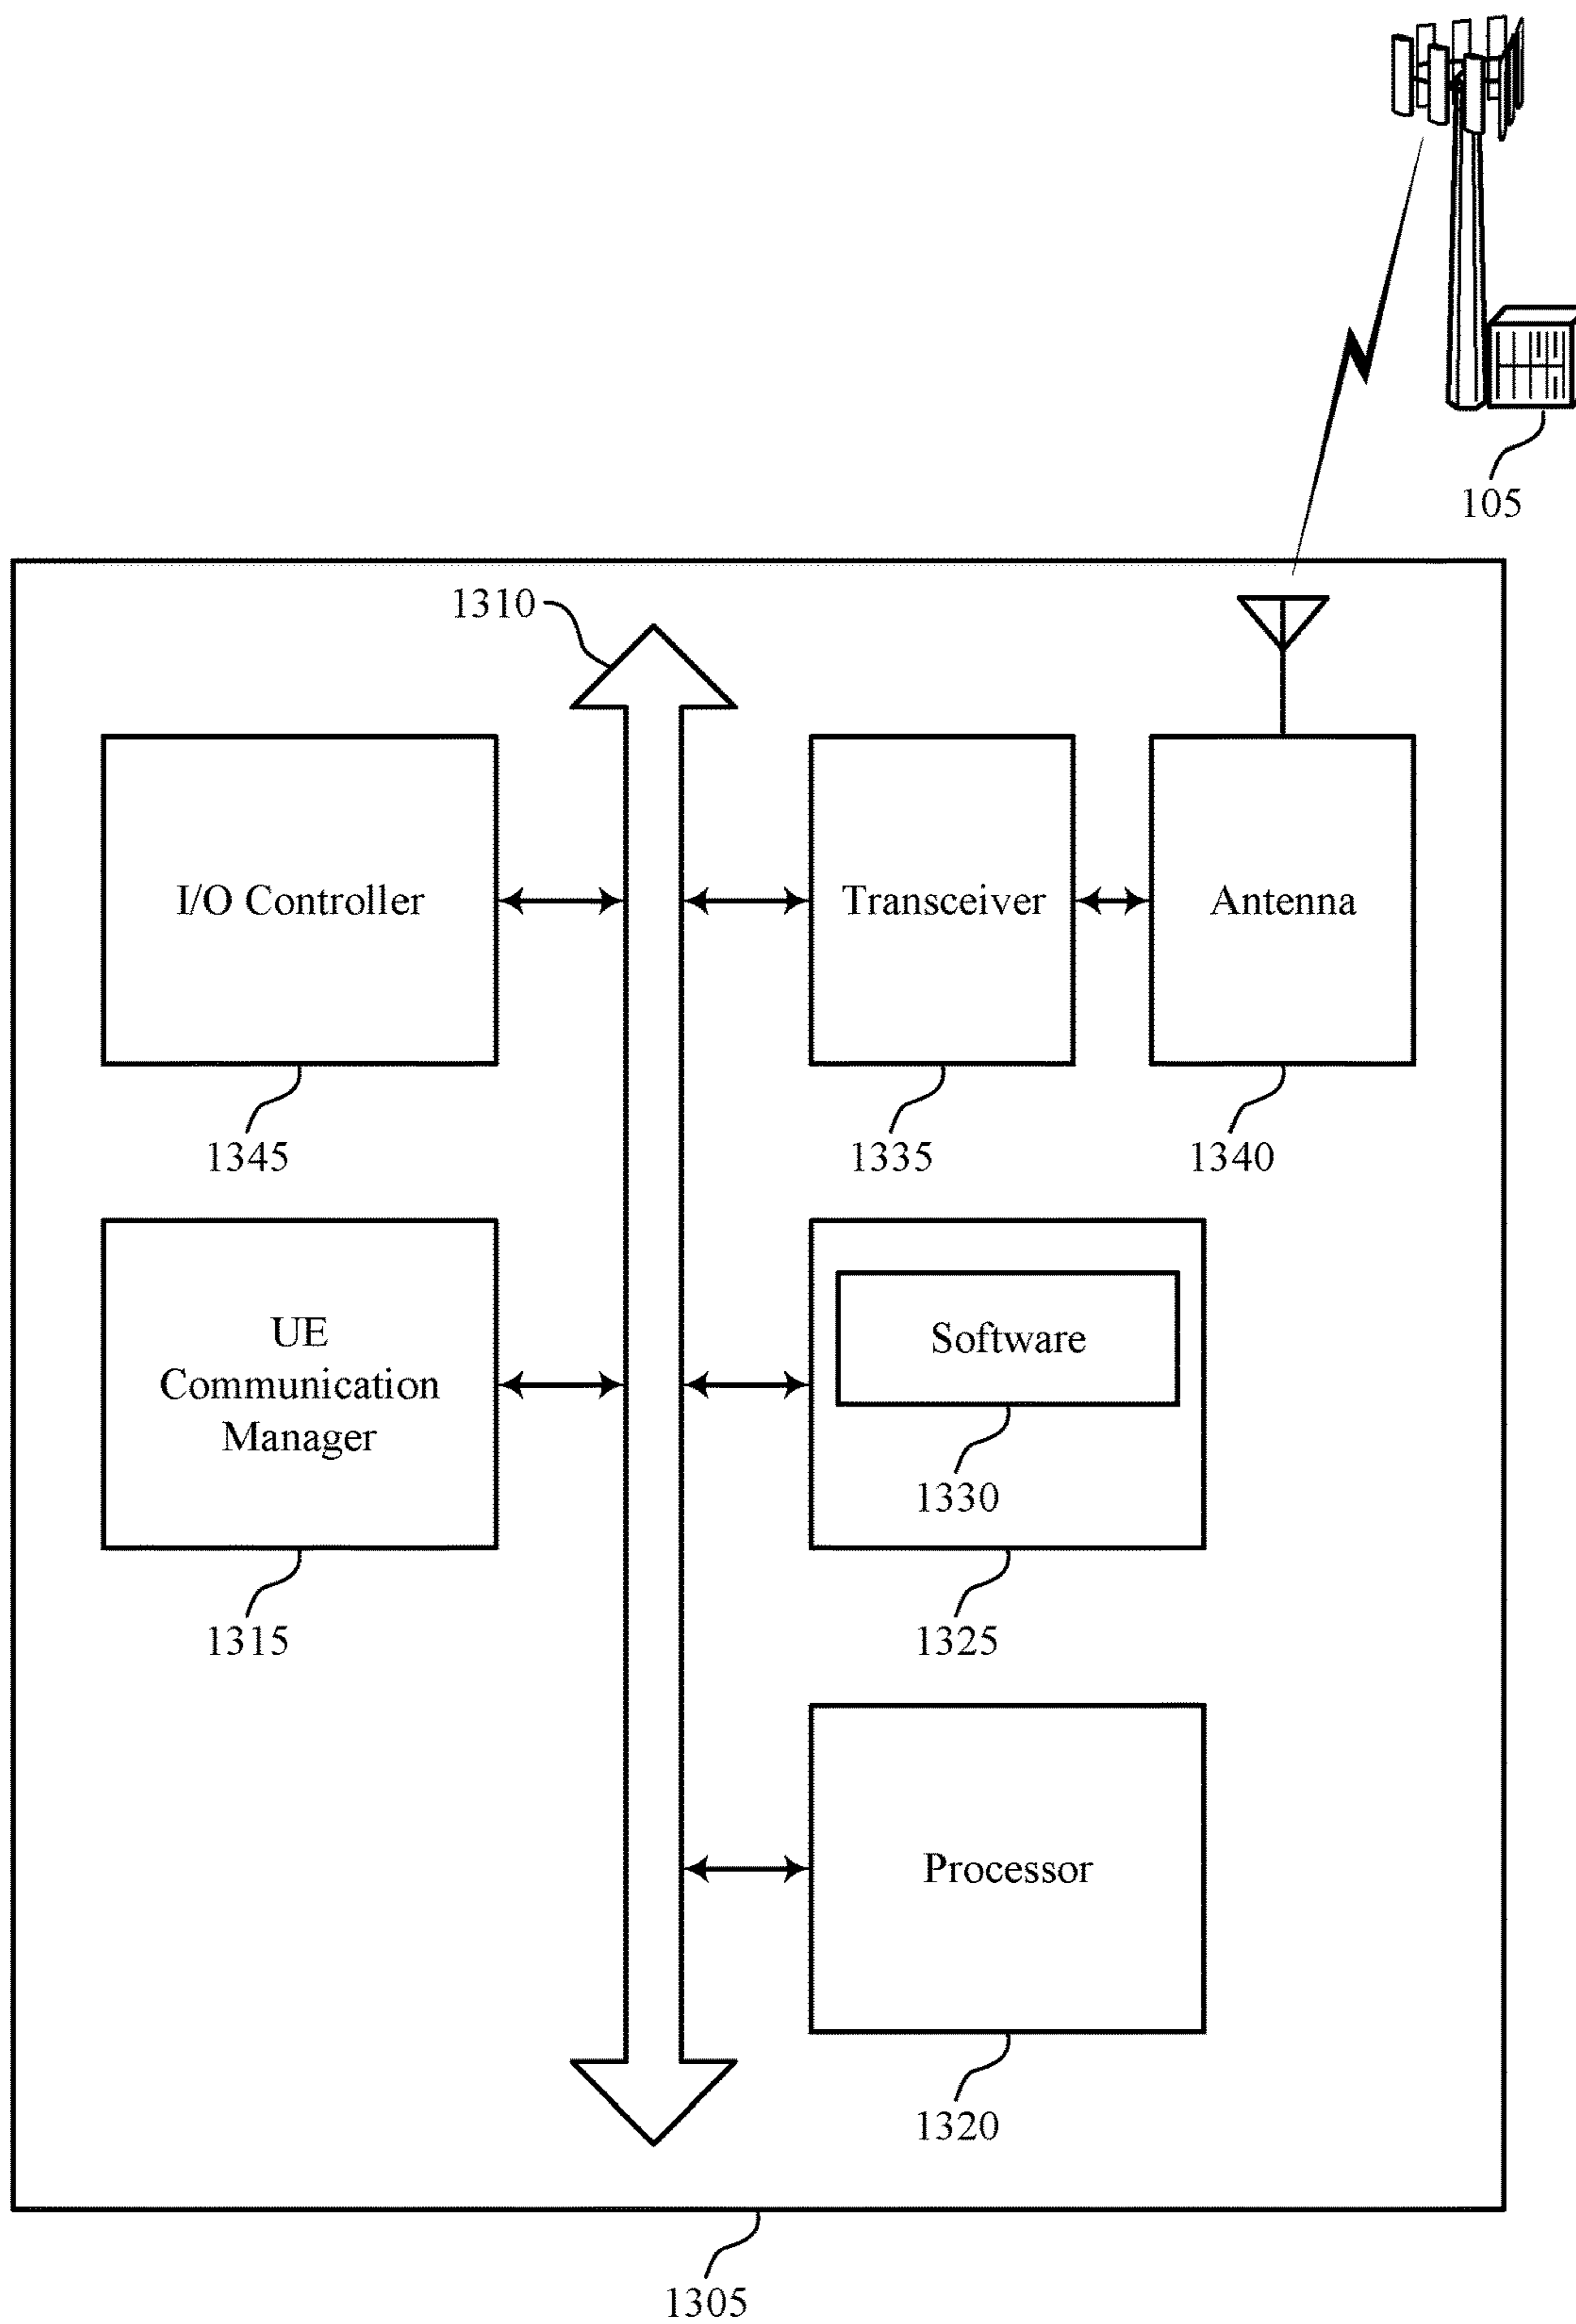 105
1310
I/O Controller
Transceiver
Antenna
1345
1335
1340
UE
Communication
Manager
Software
1330
1315
1325
Processor
1320
1305